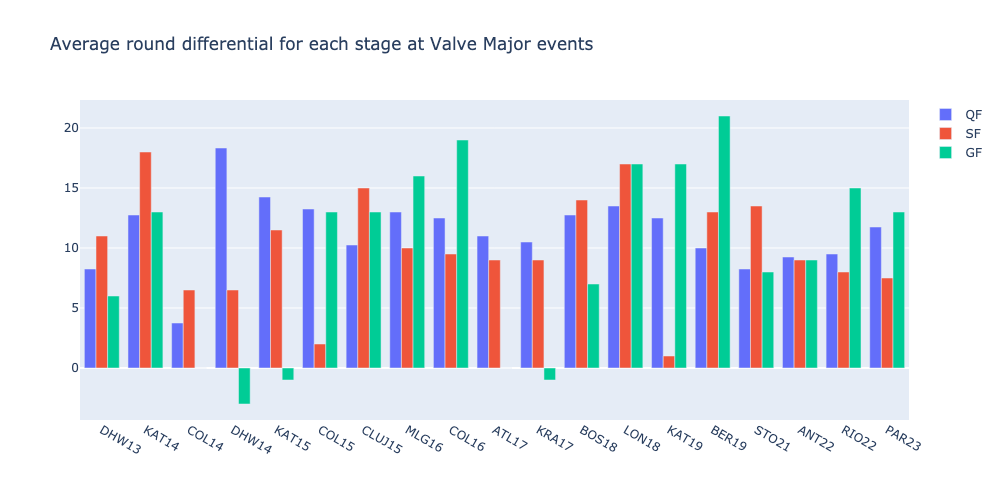 Average round differential for each stage at Valve Major events
QF
SF
GF
20
15
10
5
0
DHW13
KAT14
COL14
DHW14
KAT15
COL15
CLUJ15
MLG16
COL16
ATL17
KRA17
BOS18
LON18
KAT19
BER19
STO21
ANT22
RIO22
PAR23